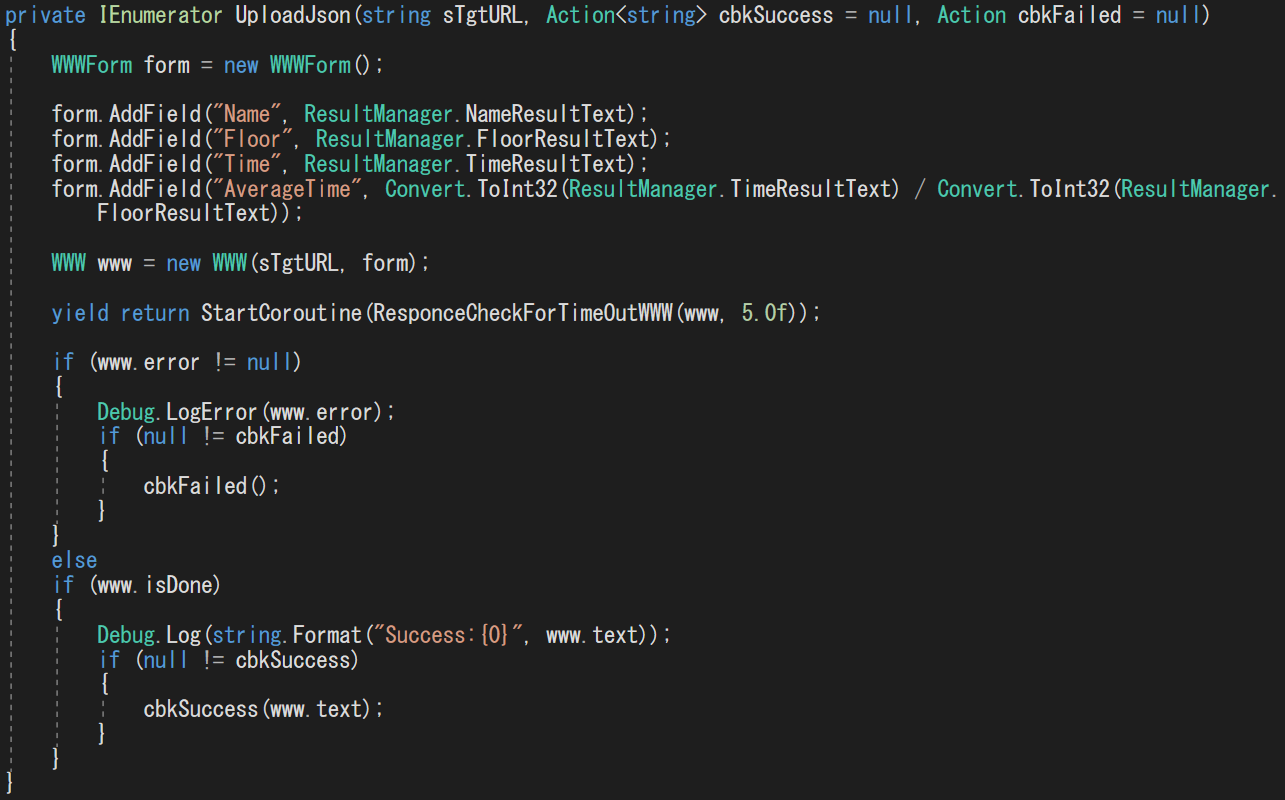 private IEnumerator UploadJson(string sTgtURL, Action<string> cbkSuccess = null, Action cbkFailed = null)
{
    WWWForm form = new WWWForm();

    form.AddField("Name", ResultManager.NameResultText);
    form.AddField("Floor", ResultManager.FloorResultText);
    form.AddField("Time", ResultManager.TimeResultText);
    form.AddField("AverageTime", Convert.ToInt32(ResultManager.TimeResultText) / Convert.ToInt32(ResultManager.
        FloorResultText));

    WWW www = new WWW(sTgtURL, form);

    yield return StartCoroutine(ResponceCheckForTimeOutWWW(www, 5.0f));

    if (www.error != null)
    {
        Debug.LogError(www.error);
        if (null != cbkFailed)
        {
            cbkFailed();
        }
    }
    else
    if (www.isDone)
    {
        Debug.Log(string.Format("Success:{0}", www.text));
        if (null != cbkSuccess)
        {
            cbkSuccess(www.text);
        }
    }
}